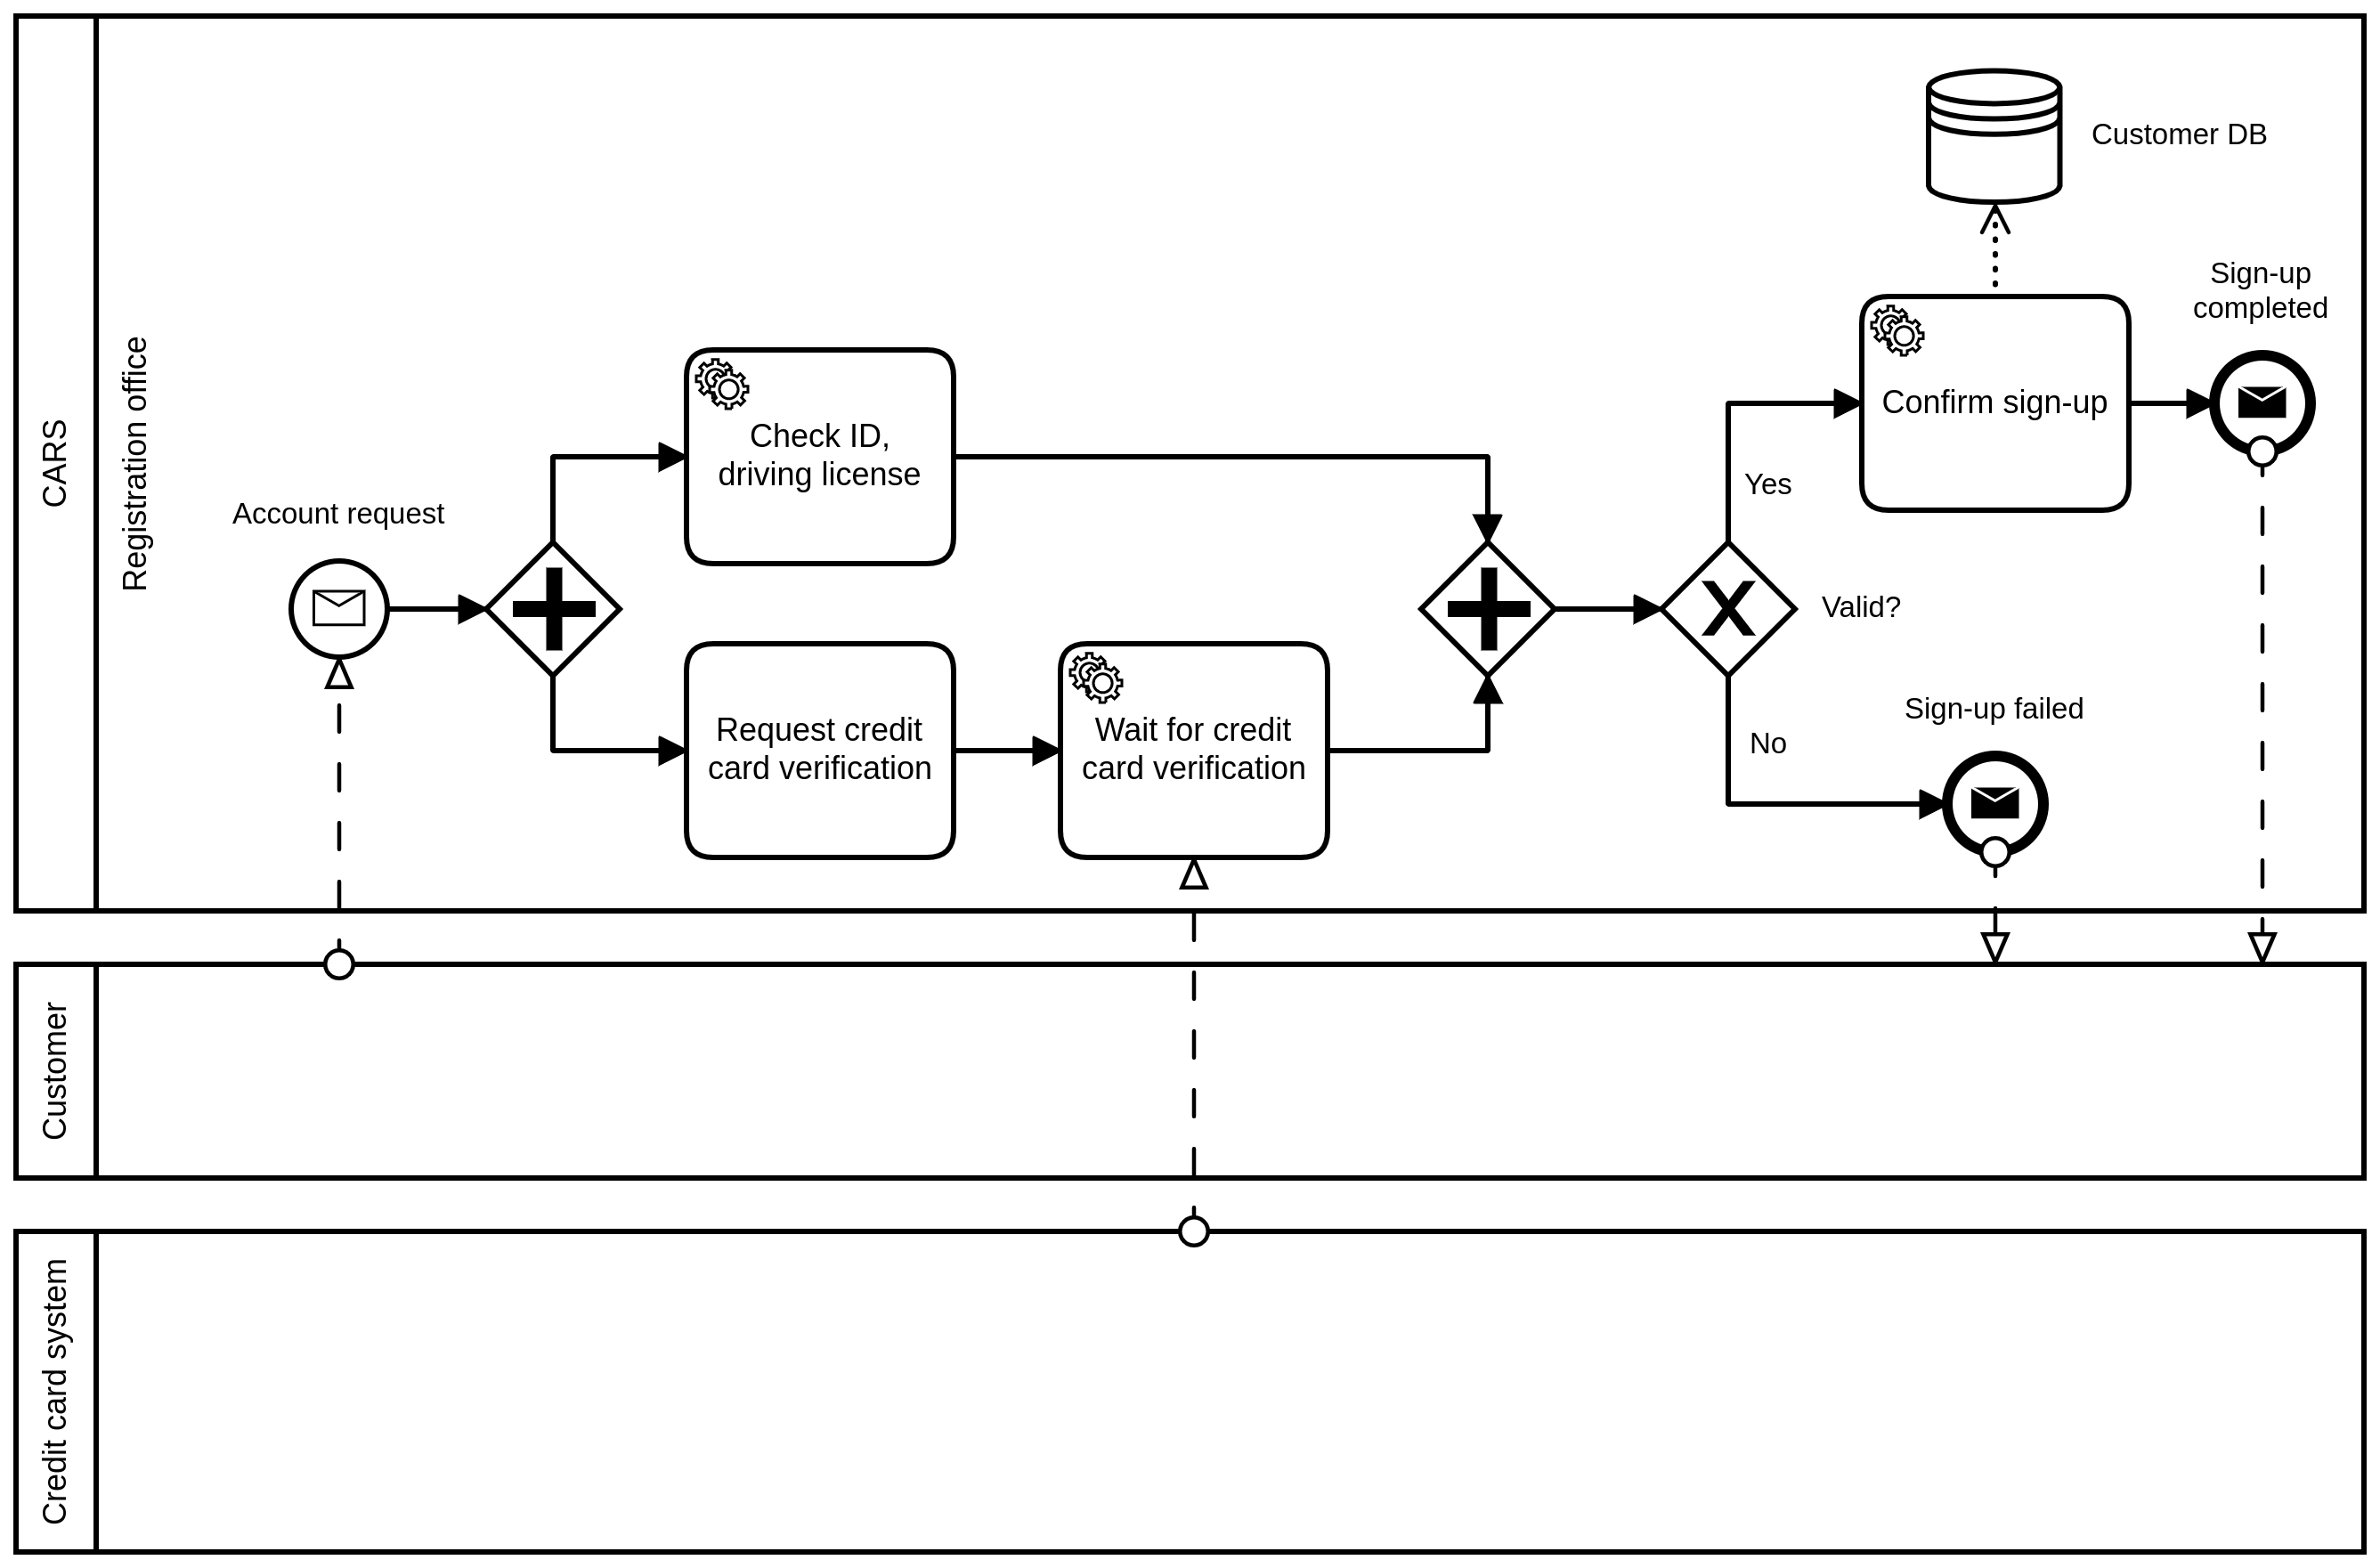 CARS
Registration office
Account request
Check ID,
driving license
Request credit
card verification
Wait for credit
card verification
Valid?
Yes
No
Confirm sign-up
Customer DB
Sign-up
completed
Sign-up failed
Customer
Credit card system